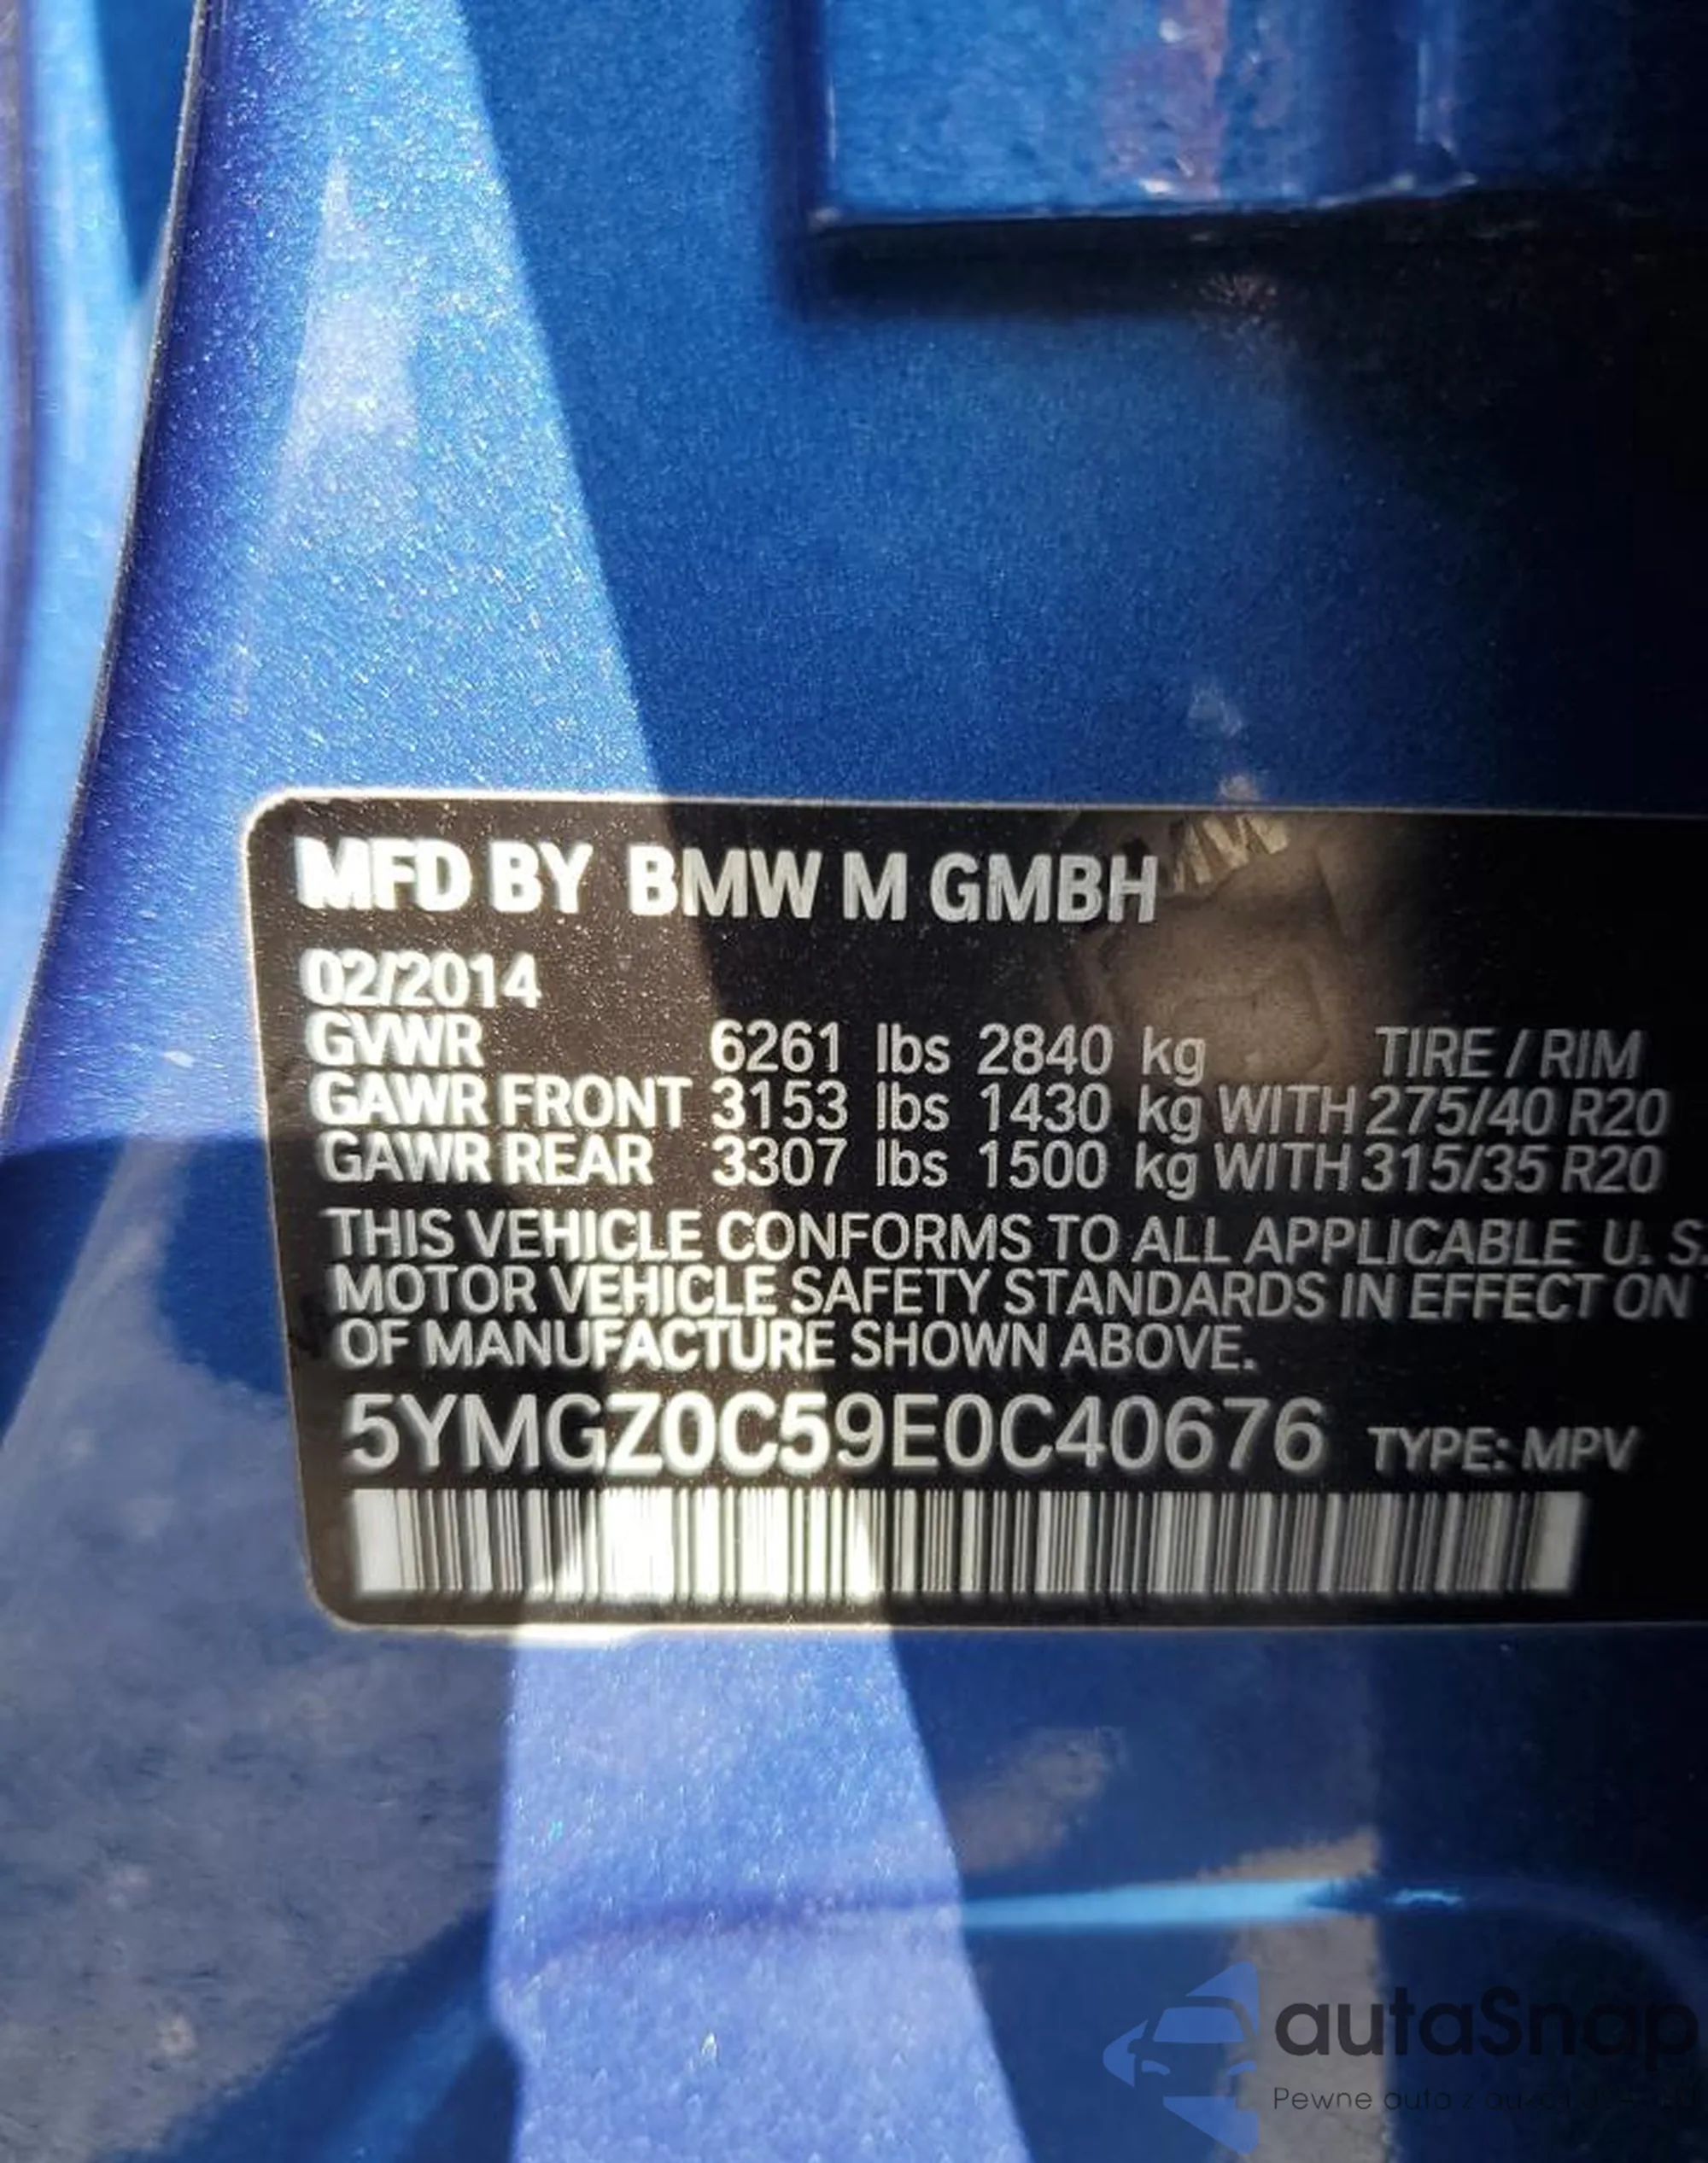 MFD BY BMW M GMBH
02/2014
GVWR 6261 lbs 2840 kg TIRE / RIM
GAWR FRONT 3153 lbs 1430 kg WITH 275/40 R20
GAWR REAR 3307 lbs 1500 kg WITH 315/35 R20
THIS VEHICLE CONFORMS TO ALL APPLICABLE U. S.
MOTOR VEHICLE SAFETY STANDARDS IN EFFECT ON
OF MANUFACTURE SHOWN ABOVE.
5YMGZ0C59E0C40676 TYPE: MPV
autaSnap
Pewne auto z